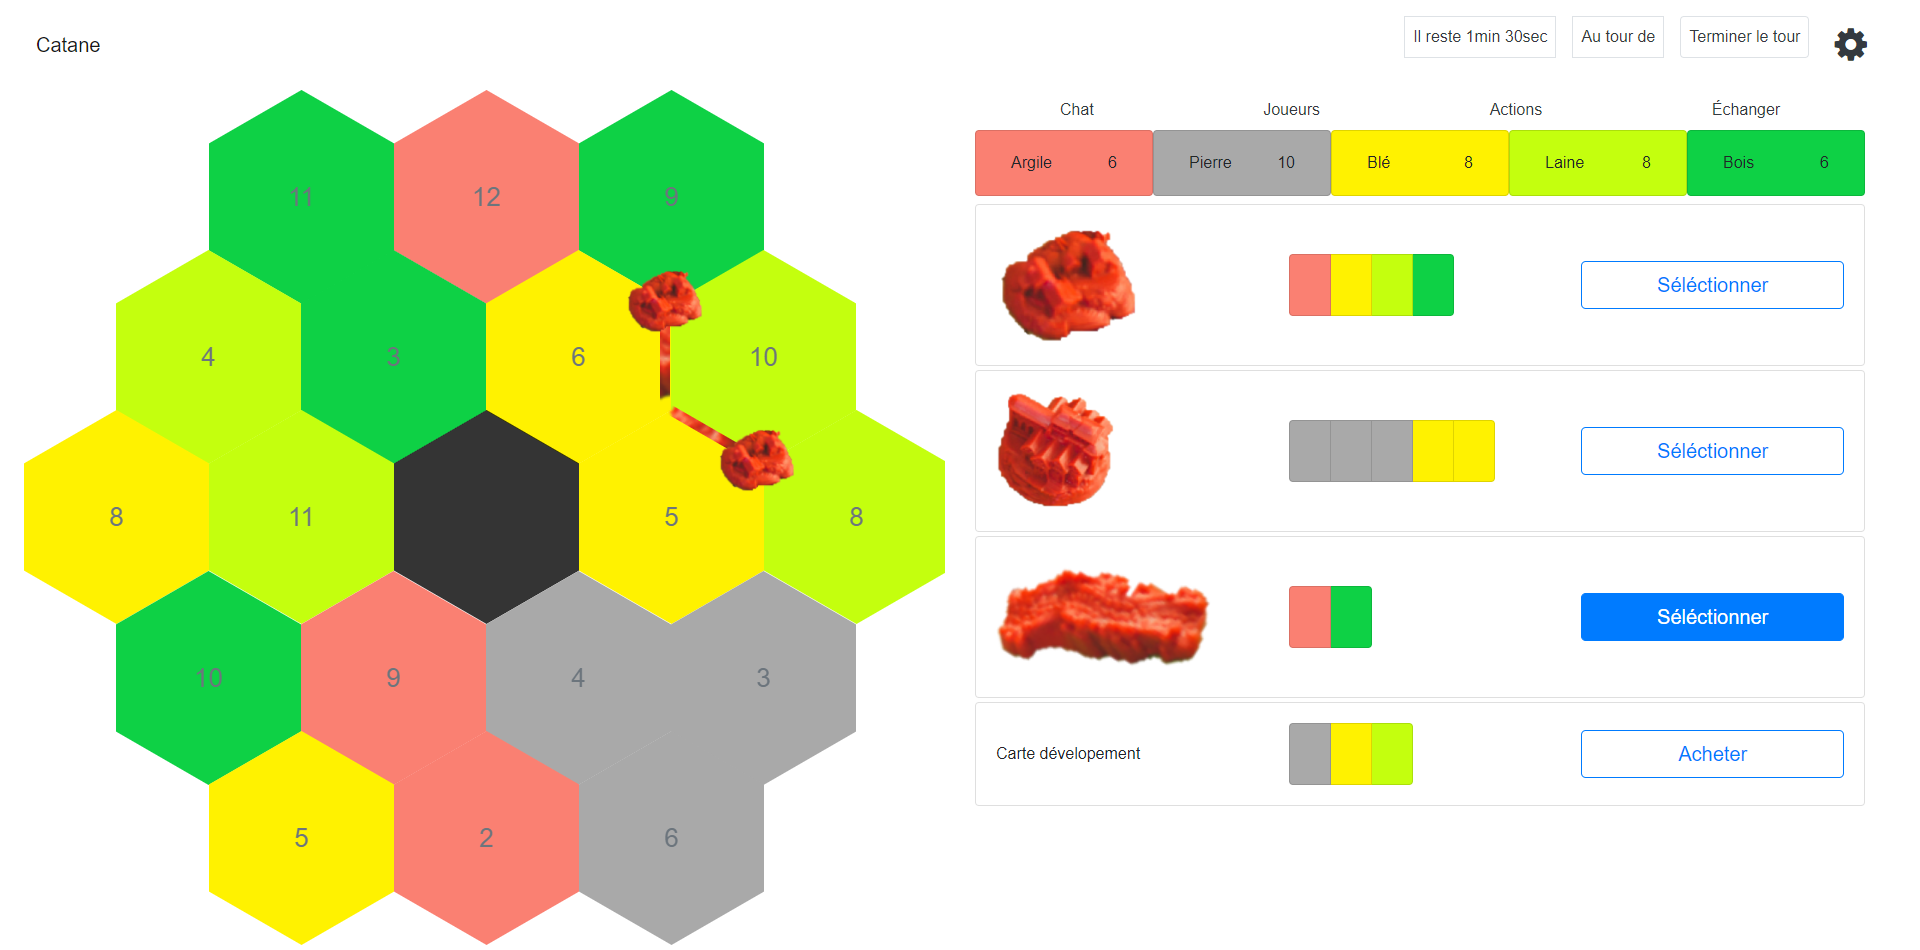 Catane
Il reste 1min 30sec
Au tour de
Terminer le tour
Chat
Joueurs
Actions
Échanger
Argile 6
Pierre 10
Blé 8
Laine 8
Bois 6
11 12 9
4 3 6 10
8 11 5 8
10 9 4 3
5 2 6
Séléctionner
Séléctionner
Séléctionner
Carte dévelopement
Acheter